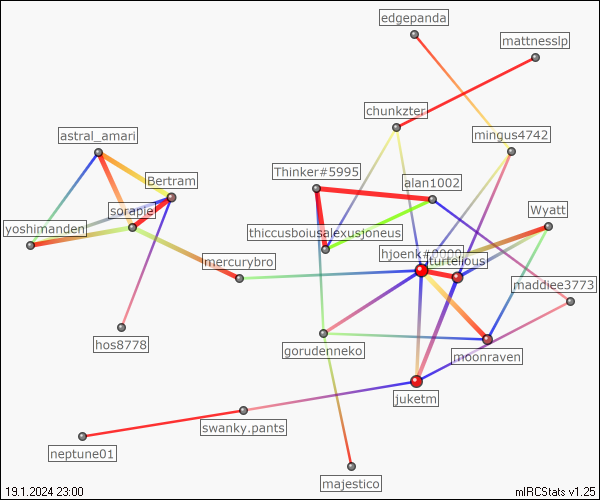 edgepanda
mattnesslp
chunkzter
mingus4742
astral_amari
Thinker#5995
Bertram
alan1002
sorapie
Wyatt
yoshimanden
thiccusboiusalexusjoneus
hjoenk#0000
turtelious
mercurybro
maddiee3773
hos8778
gorudenneko
moonraven
juketm
swanky.pants
neptune01
majestico
19.1.2024 23:00
mIRCStats v1.25